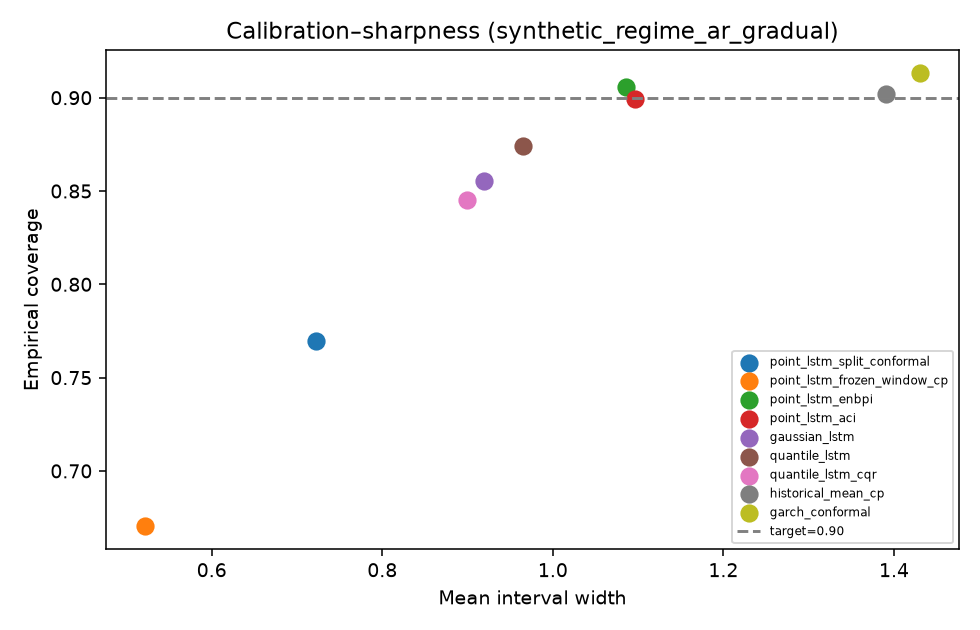 Calibration–sharpness (synthetic_regime_ar_gradual)
Empirical coverage
0.90
0.85
0.80
0.75
0.70
0.6
0.8
1.0
1.2
1.4
Mean interval width
point_lstm_split_conformal
point_lstm_frozen_window_cp
point_lstm_enbpi
point_lstm_aci
gaussian_lstm
quantile_lstm
quantile_lstm_cqr
historical_mean_cp
garch_conformal
target=0.90